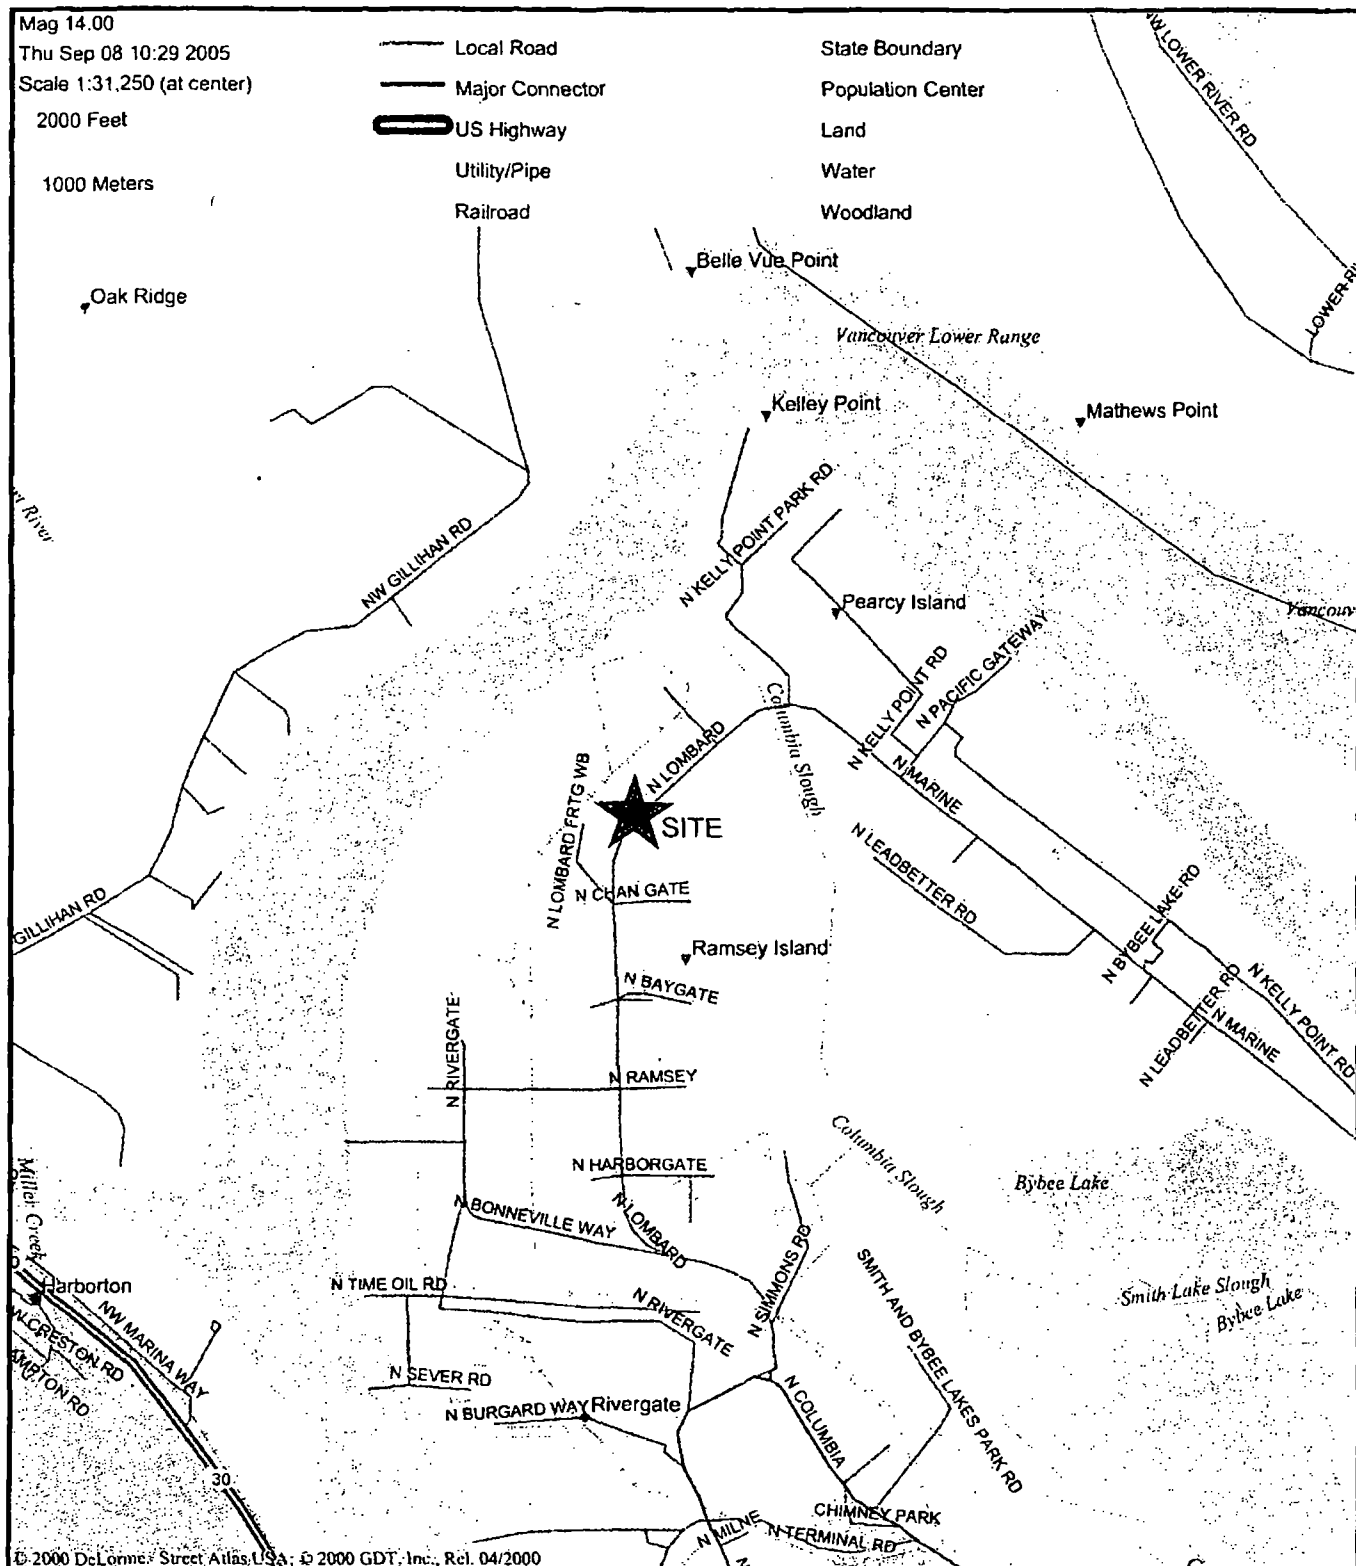 Mag 14.00
Thu Sep 08 10:29 2005
Scale 1:31,250 (at center)
2000 Feet
1000 Meters
Local Road
Major Connector
US Highway
Utility/Pipe
Railroad
State Boundary
Population Center
Land
Water
Woodland
NW LOWER RIVER RD
Belle Vue Point
Oak Ridge
Vancouver Lower Range
Kelley Point
Mathews Point
River
NW GILLIHAN RD
N KELLY POINT PARK RD
Pearcy Island
N KELLY POINT RD
N PACIFIC GATEWAY
Columbia Slough
N LOMBARD
N MARINE
N LOMBARD FRTG WB
SITE
N LEADBETTER RD
N CHAN GATE
GILLIHAN RD
N BYBEE LAKE RD
Ramsey Island
N BAYGATE
N KELLY POINT RD
N LEADBETTER RD
N MARINE
N RIVERGATE
N RAMSEY
Columbia Slough
N HARBORGATE
Bybee Lake
Miller Creek
N BONNEVILLE WAY
N LOMBARD
N SIMMONS RD
SMITH AND BYBEE LAKES PARK RD
Smith Lake Slough
Bybee Lake
Harborton
N TIME OIL RD
N RIVERGATE
NW MARINA WAY
W CRESTON RD
N SEVER RD
N BURGARD WAY
Rivergate
N COLUMBIA
30
CHIMNEY PARK
N MILNE
N TERMINAL RD
© 2000 DeLorme. Street Atlas USA; © 2000 GDT, Inc., Rel. 04/2000